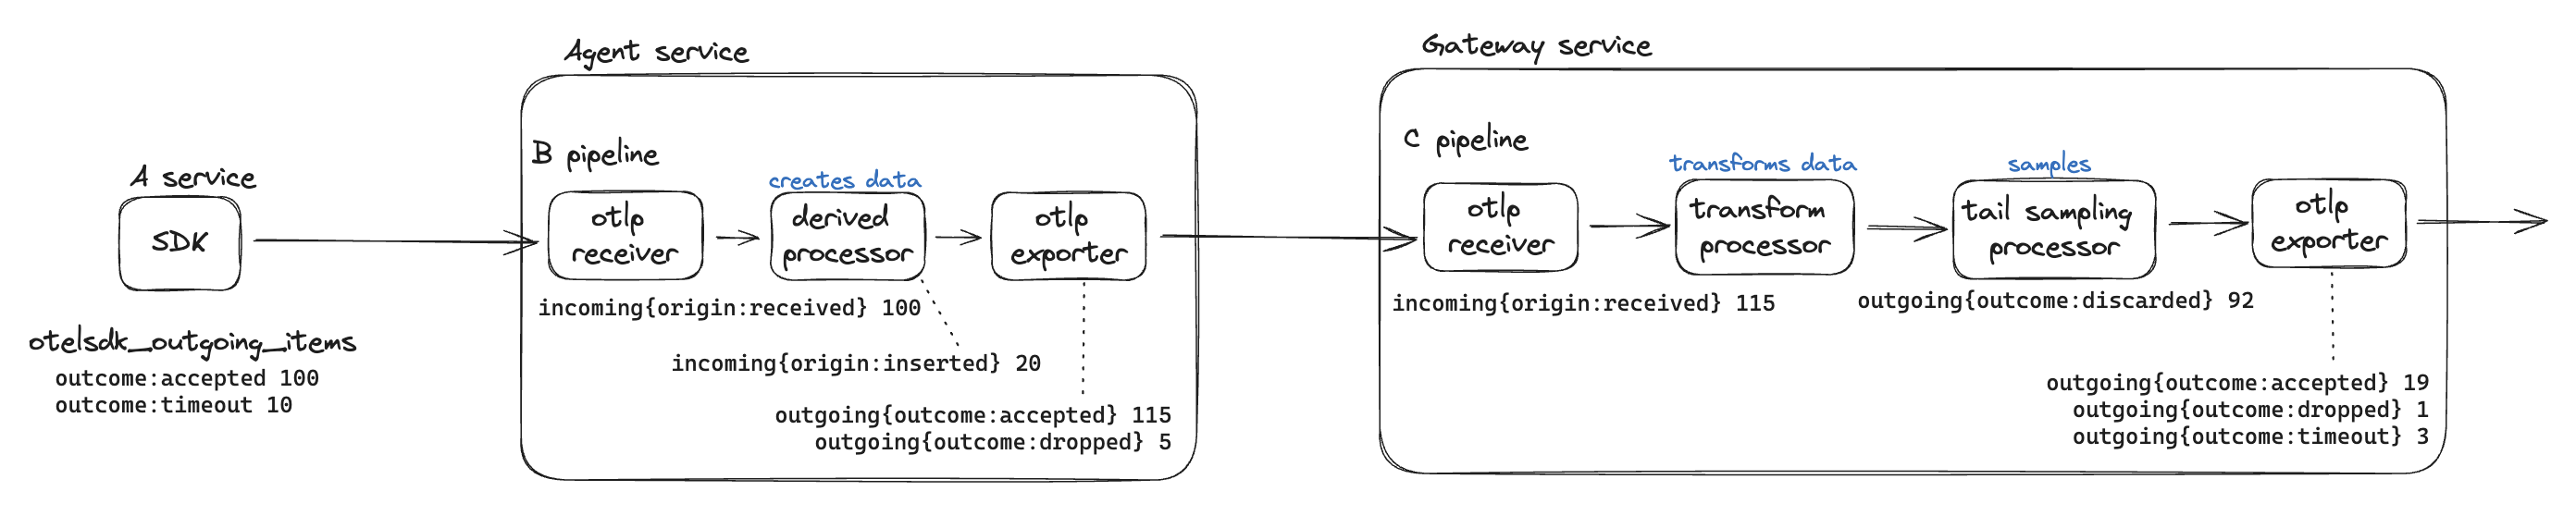 A service
SDK
otelsdk_outgoing_items
outcome:accepted 100
outcome:timeout 10
Agent service
B pipeline
otlp
receiver
creates data
derived
processor
otlp
exporter
incoming{origin:received} 100
incoming{origin:inserted} 20
outgoing{outcome:accepted} 115
outgoing{outcome:dropped} 5
Gateway service
C pipeline
otlp
receiver
transforms data
transform
processor
samples
tail sampling
processor
otlp
exporter
incoming{origin:received} 115
outgoing{outcome:discarded} 92
outgoing{outcome:accepted} 19
outgoing{outcome:dropped} 1
outgoing{outcome:timeout} 3